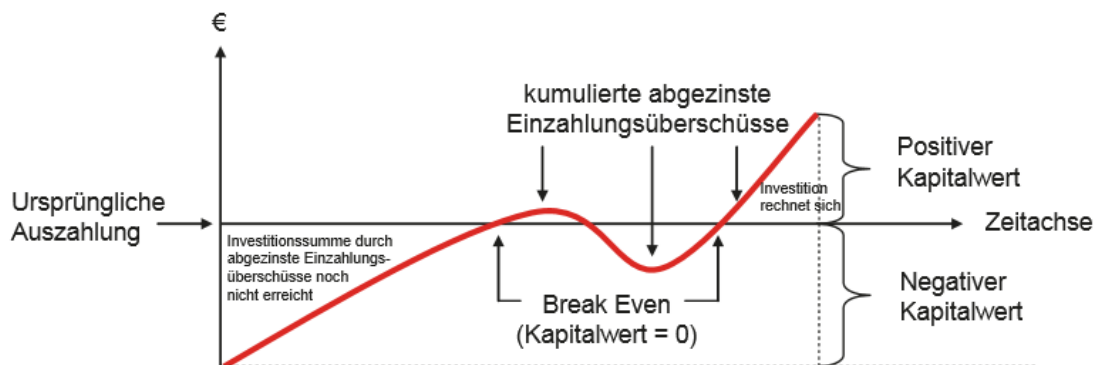 €
kumulierte abgezinste
Einzahlungsüberschüsse
Positiver
Kapitalwert
Investition
rechnet sich
Ursprüngliche
Auszahlung
Zeitachse
Investitionssumme durch
abgezinste Einzahlungs-
überschüsse noch
nicht erreicht
Break Even
(Kapitalwert = 0)
Negativer
Kapitalwert